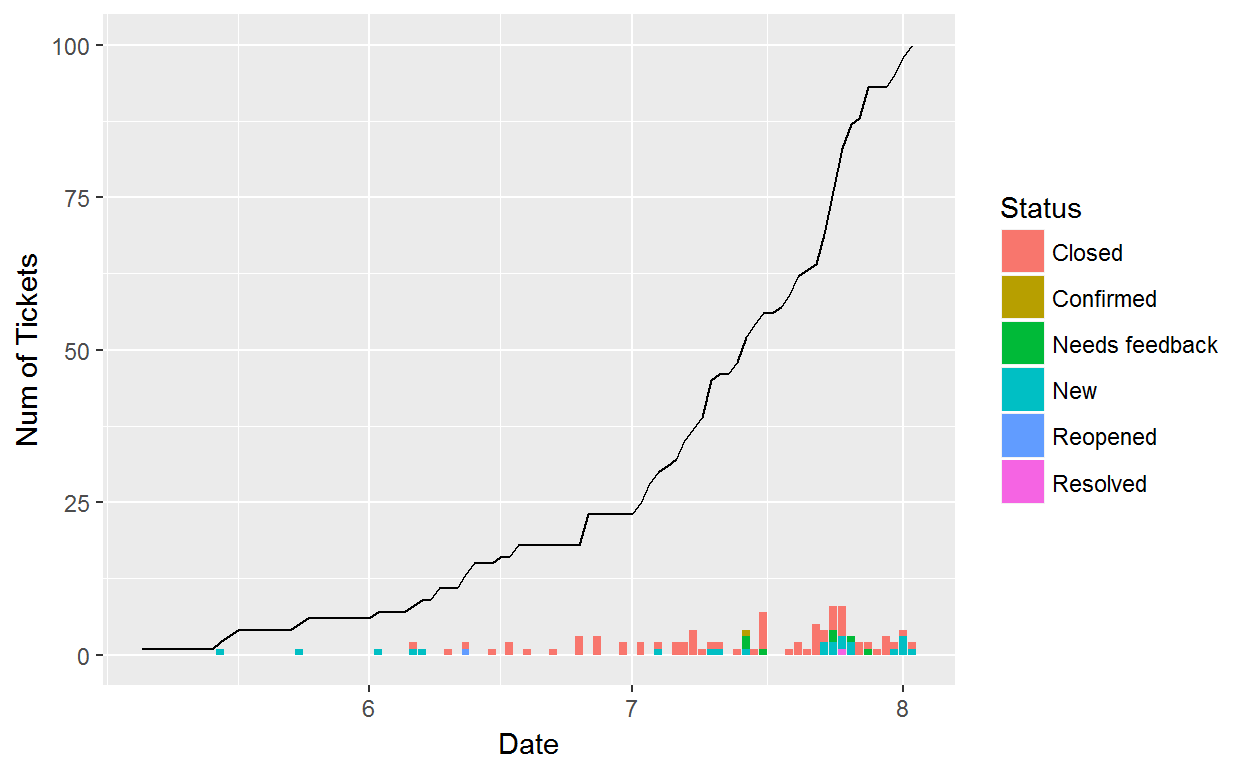 100
75
50
25
0
Num of Tickets
6 7 8
Date
Status
Closed
Confirmed
Needs feedback
New
Reopened
Resolved